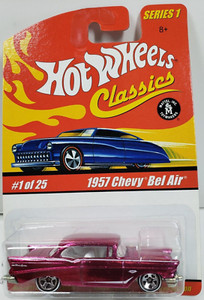 SERIES 1
8+
Hot Wheels
Classics
#1 of 25
1957 Chevy Bel Air